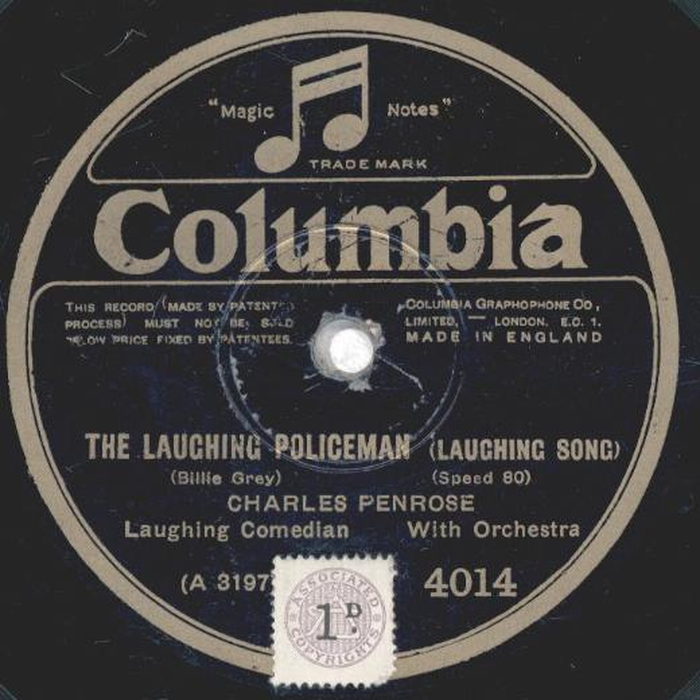 "Magic Notes"
TRADE MARK
Columbia
THIS RECORD (MADE BY PATENT
PROCESS) MUST NOT BE SOLD
BELOW PRICE FIXED BY PATENTEES.
COLUMBIA GRAPHOPHONE CO,
LIMITED, — LONDON. E.C. 1.
MADE IN ENGLAND
THE LAUGHING POLICEMAN (LAUGHING SONG)
(Billie Grey) (Speed 80)
CHARLES PENROSE
Laughing Comedian With Orchestra
(A 3197 4014
ASSOCIATED
1D.
COPYRIGHTS